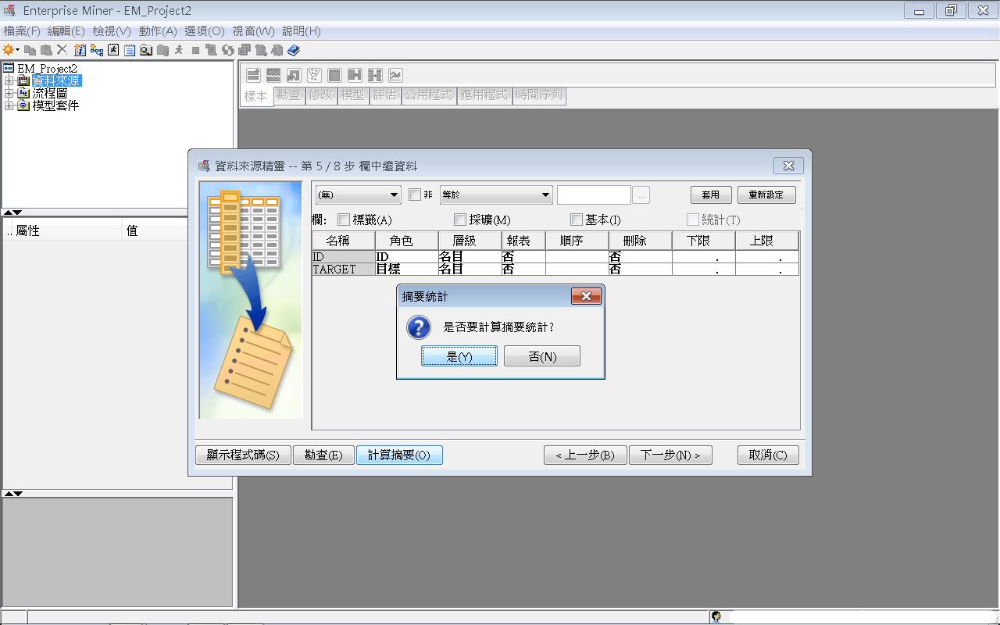 Enterprise Miner - EM_Project2
檔案(F) 編輯(E) 檢視(V) 動作(A) 選項(O) 視窗(W) 說明(H)
EM_Project2
資料來源
流程圖
模型套件
樣本 勘查 修改 模型 評估 公用程式 應用程式 時間序列
.. 屬性 值
資料來源精靈 -- 第 5 / 8 步 欄中繼資料
(無) 非 等於 ... 套用 重新設定
欄: 標籤(A) 採礦(M) 基本(I) 統計(T)
名稱 角色 層級 報表 順序 刪除 下限 上限
ID ID 名目 否 否 . .
TARGET 目標 名目 否 否 . .
摘要統計
是否要計算摘要統計?
是(Y) 否(N)
顯示程式碼(S) 勘查(E) 計算摘要(O) < 上一步(B) 下一步(N) > 取消(C)